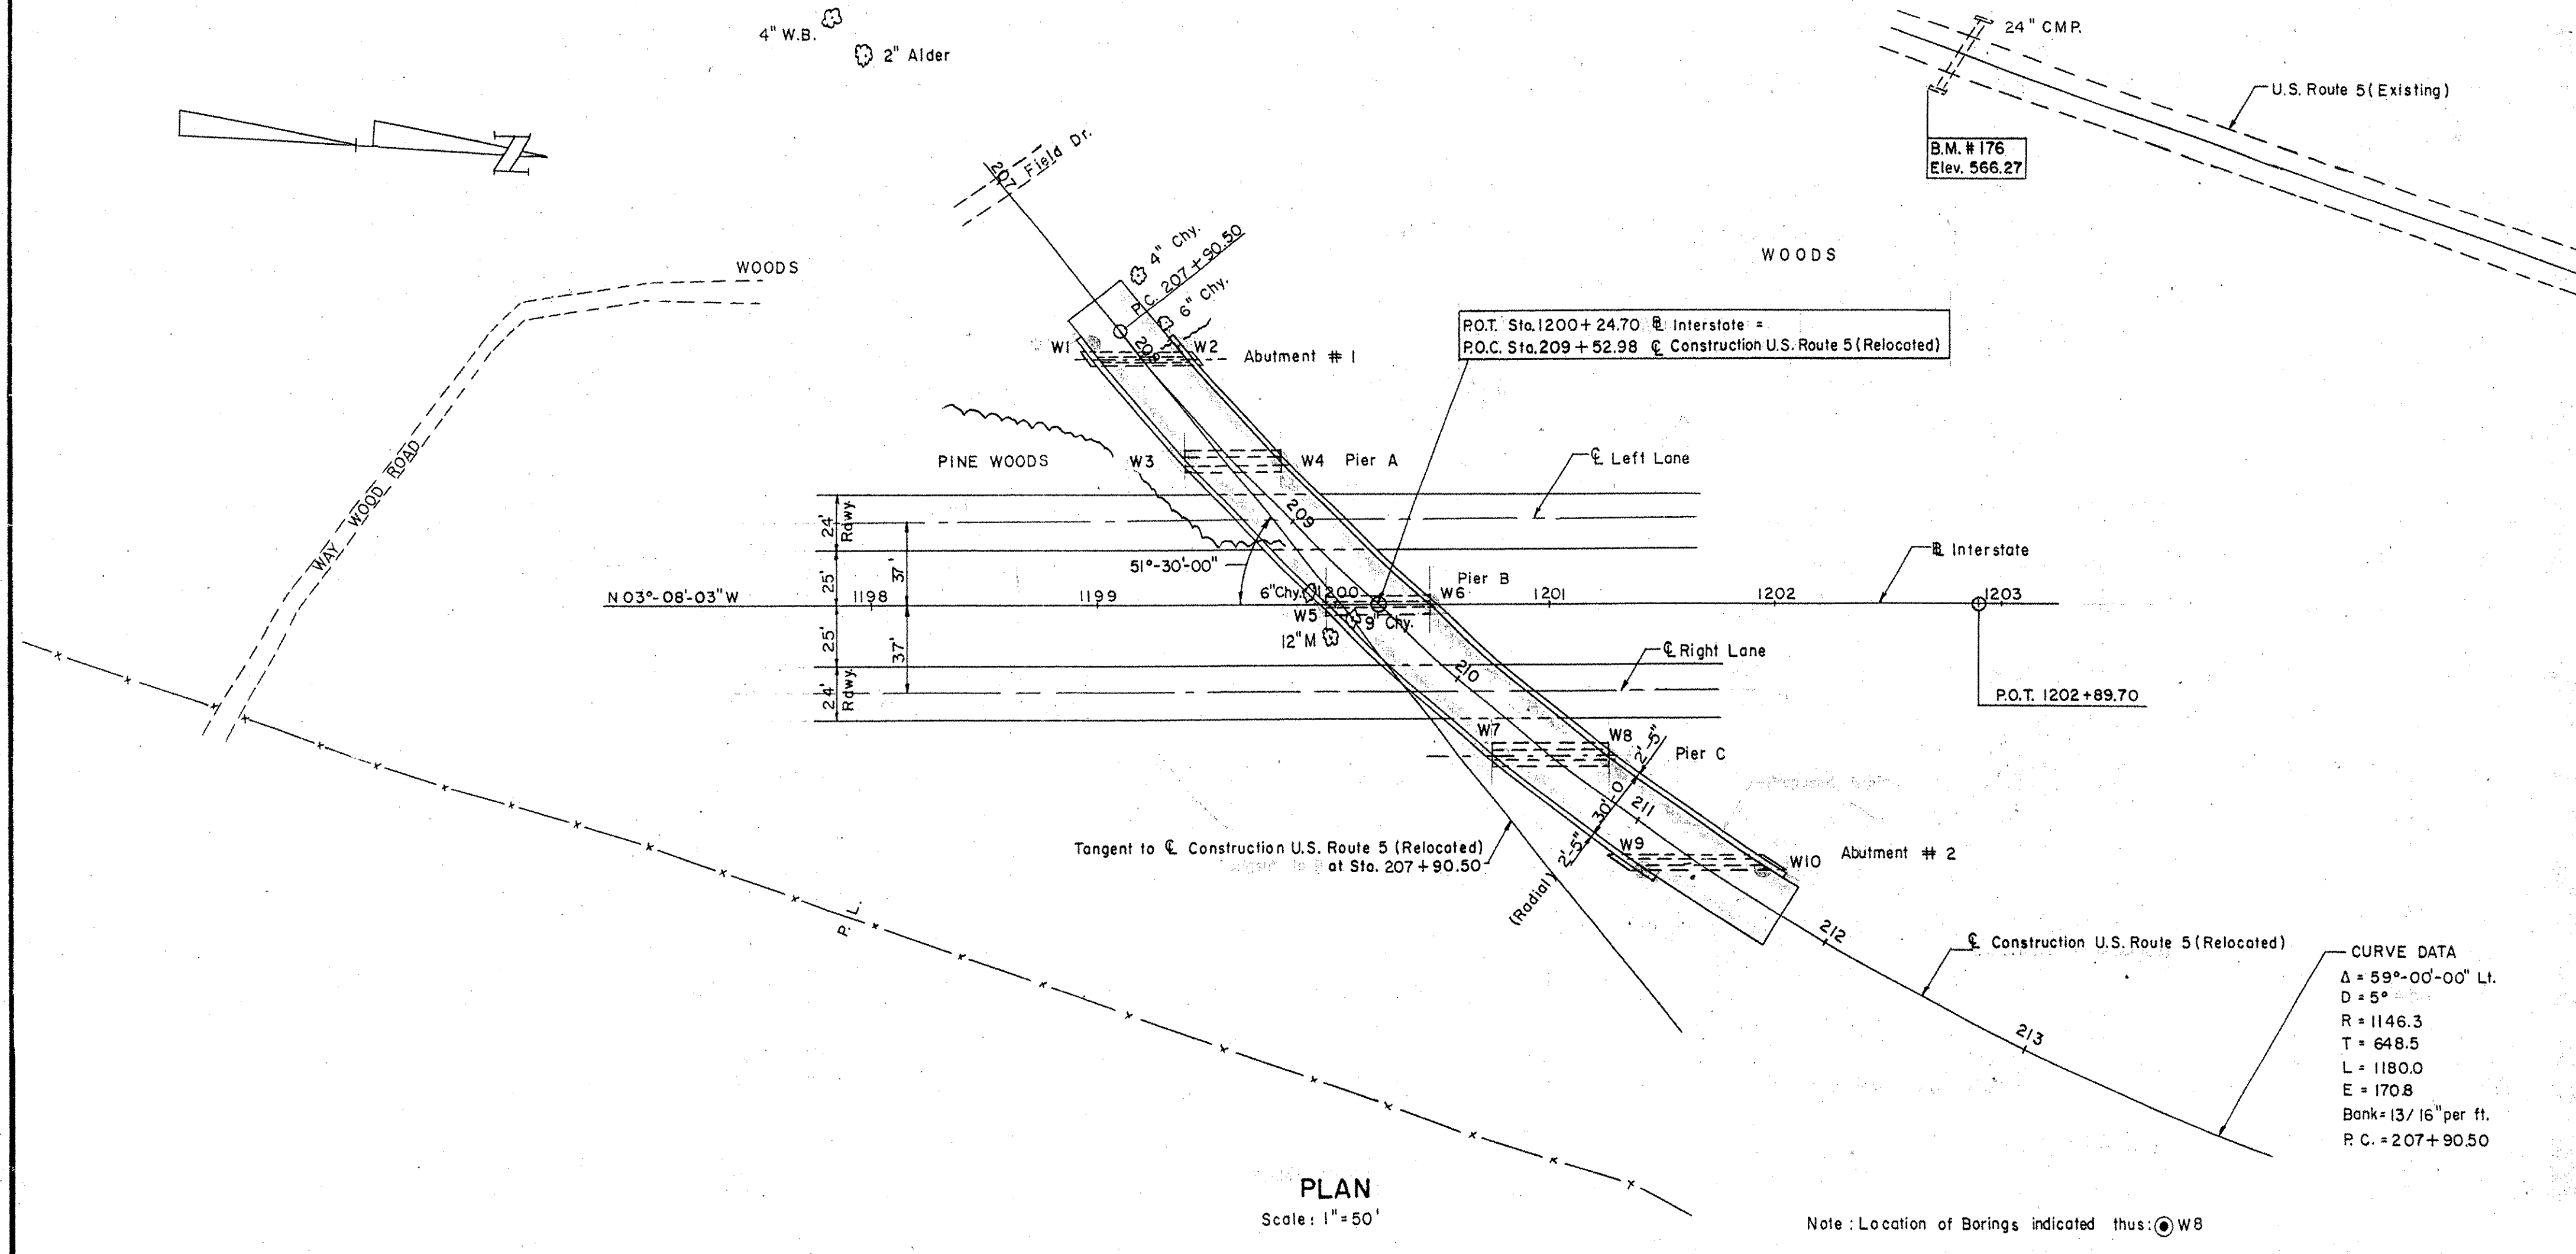 4" W.B.
2" Alder
24" CMP.
U.S. Route 5 (Existing)
B.M. # 176
Elev. 566.27
N
207
Field Dr.
4" Chy.
P.C. 207+90.50
6" Chy.
WOODS
WOODS
P.O.T. Sta. 1200+24.70 ℄ Interstate =
P.O.C. Sta. 209+52.98 ℄ Construction U.S. Route 5 (Relocated)
W1
208
W2
Abutment # 1
WAY WOOD ROAD
PINE WOODS
W3
W4
Pier A
℄ Left Lane
24'
Rdwy.
209
37'
51°-30'-00"
25'
Pier B
℄ Interstate
N 03°-08'-03" W
1198
1199
6" Chy.
1200
W6
1201
1202
1203
W5
9" Chy.
12" M
25'
37'
℄ Right Lane
210
24'
Rdwy.
P.O.T. 1202+89.70
W7
W8
2'-5"
Pier C
30'-0
211
2'-5"
(Radial)
Tangent to ℄ Construction U.S. Route 5 (Relocated)
at Sta. 207+90.50
W9
W10
Abutment # 2
P. L.
212
℄ Construction U.S. Route 5 (Relocated)
213
CURVE DATA
Δ = 59°-00'-00" Lt.
D = 5°
R = 1146.3
T = 648.5
L = 1180.0
E = 170.8
Bank = 13/16" per ft.
P.C. = 207+90.50
PLAN
Scale: 1"=50'
Note: Location of Borings indicated thus: W8